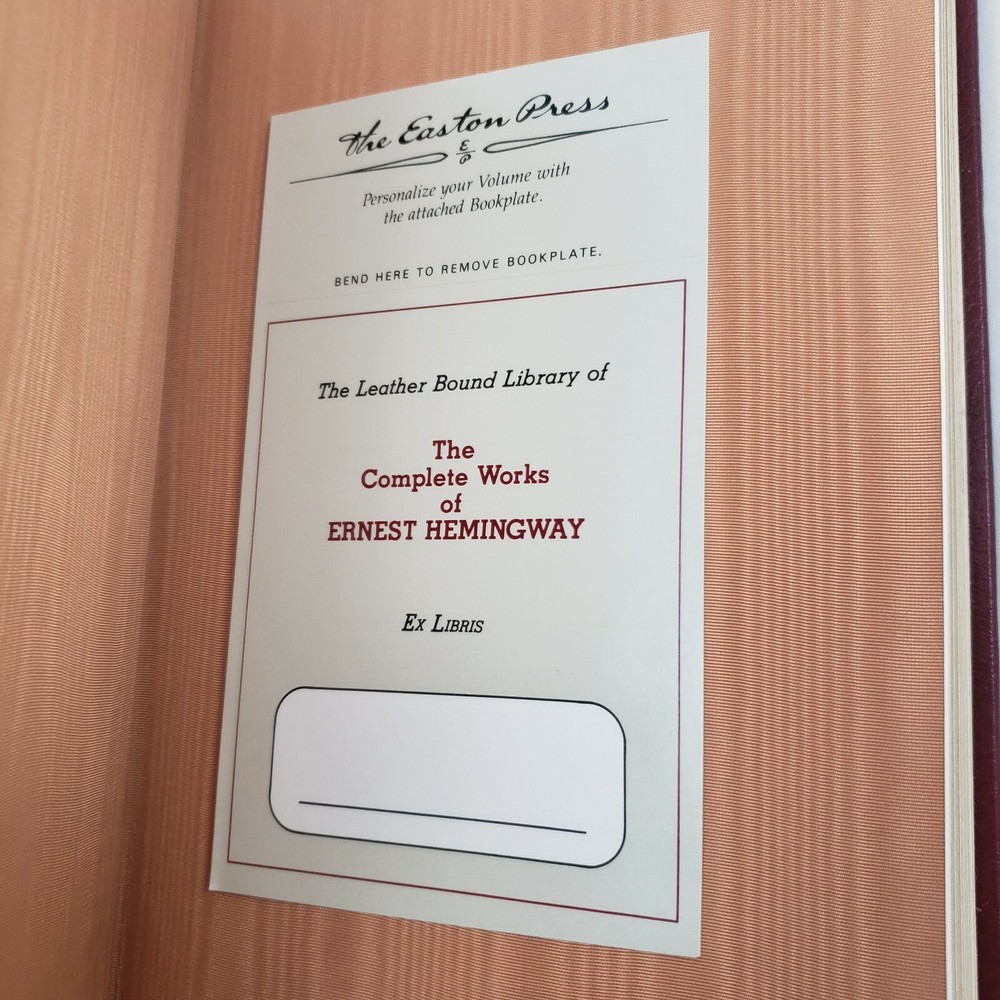 The Easton Press
EP
Personalize your Volume with
the attached Bookplate.
BEND HERE TO REMOVE BOOKPLATE.
The Leather Bound Library of
The
Complete Works
of
ERNEST HEMINGWAY
EX LIBRIS